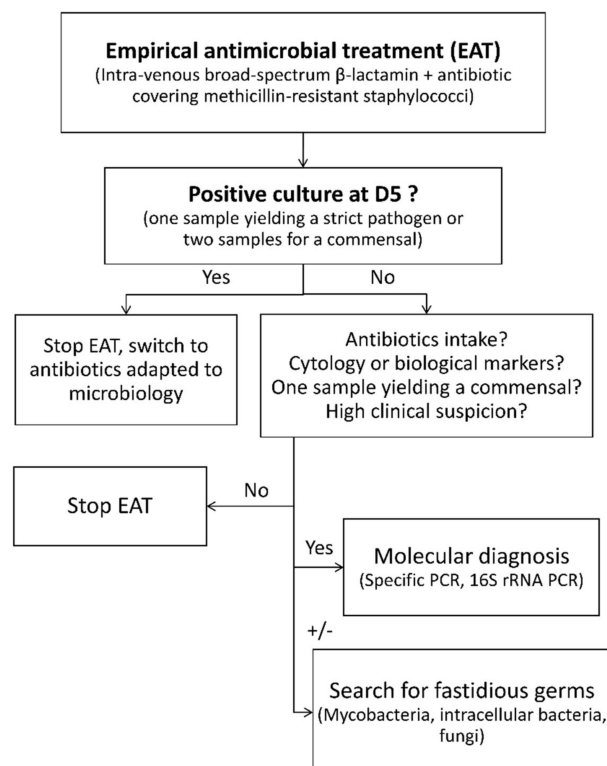 Empirical antimicrobial treatment (EAT)
(Intra-venous broad-spectrum β-lactamin + antibiotic
covering methicillin-resistant staphylococci)
Positive culture at D5 ?
(one sample yielding a strict pathogen or
two samples for a commensal)
Yes
No
Stop EAT, switch to
antibiotics adapted to
microbiology
Antibiotics intake?
Cytology or biological markers?
One sample yielding a commensal?
High clinical suspicion?
No
Stop EAT
Yes
Molecular diagnosis
(Specific PCR, 16S rRNA PCR)
+/-
Search for fastidious germs
(Mycobacteria, intracellular bacteria,
fungi)